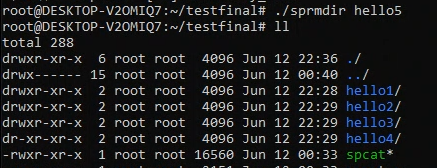 root@DESKTOP-V2OMIQ7:~/testfinal# ./sprmdir hello5
root@DESKTOP-V2OMIQ7:~/testfinal# ll
total 288
drwxr-xr-x  6 root root  4096 Jun 12 22:36 ./
drwx------ 15 root root  4096 Jun 12 00:40 ../
drwxr-xr-x  2 root root  4096 Jun 12 22:28 hello1/
drwxr-xr-x  2 root root  4096 Jun 12 22:29 hello2/
drwxr-xr-x  2 root root  4096 Jun 12 22:29 hello3/
dr-xr-xr-x  2 root root  4096 Jun 12 22:29 hello4/
-rwxr-xr-x  1 root root 16560 Jun 12 00:33 spcat*